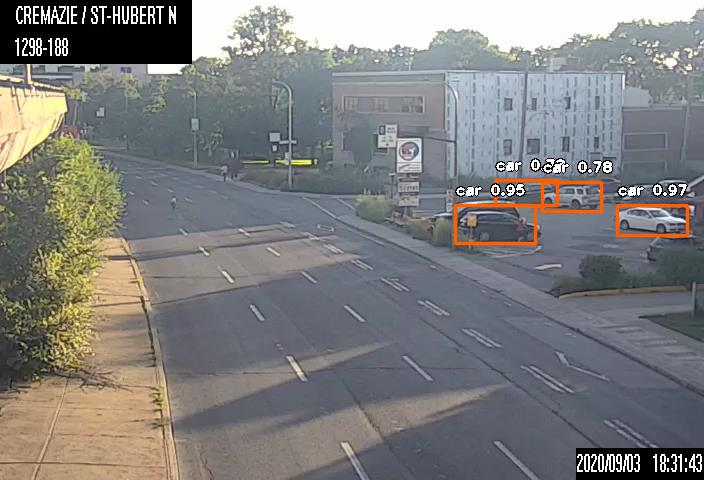 CREMAZIE / ST-HUBERT N
1298-188
car 0.78
car 0.95
car 0.97
2020/09/03 18:31:43